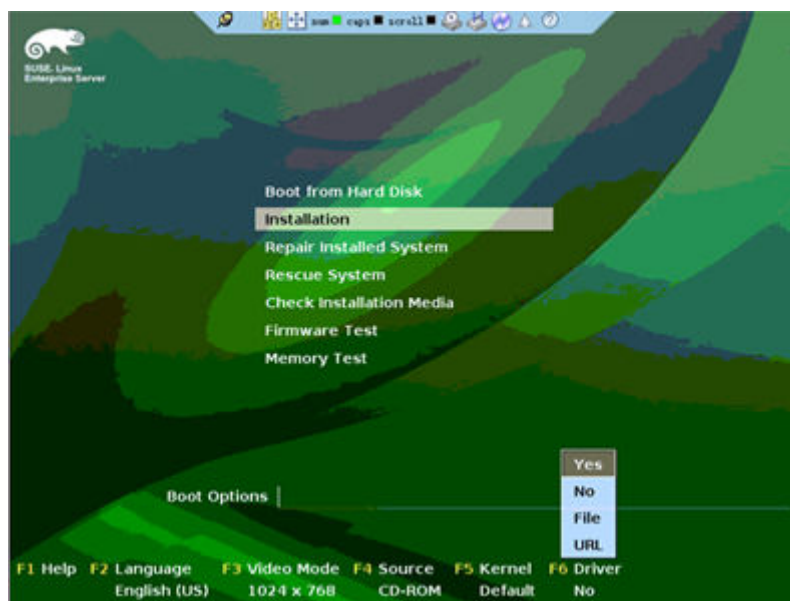 num caps scroll
SUSE. Linux
Enterprise Server
Boot from Hard Disk
Installation
Repair Installed System
Rescue System
Check Installation Media
Firmware Test
Memory Test
Yes
No
File
URL
Boot Options
F1 Help F2 Language F3 Video Mode F4 Source F5 Kernel F6 Driver
English (US) 1024 x 768 CD-ROM Default No